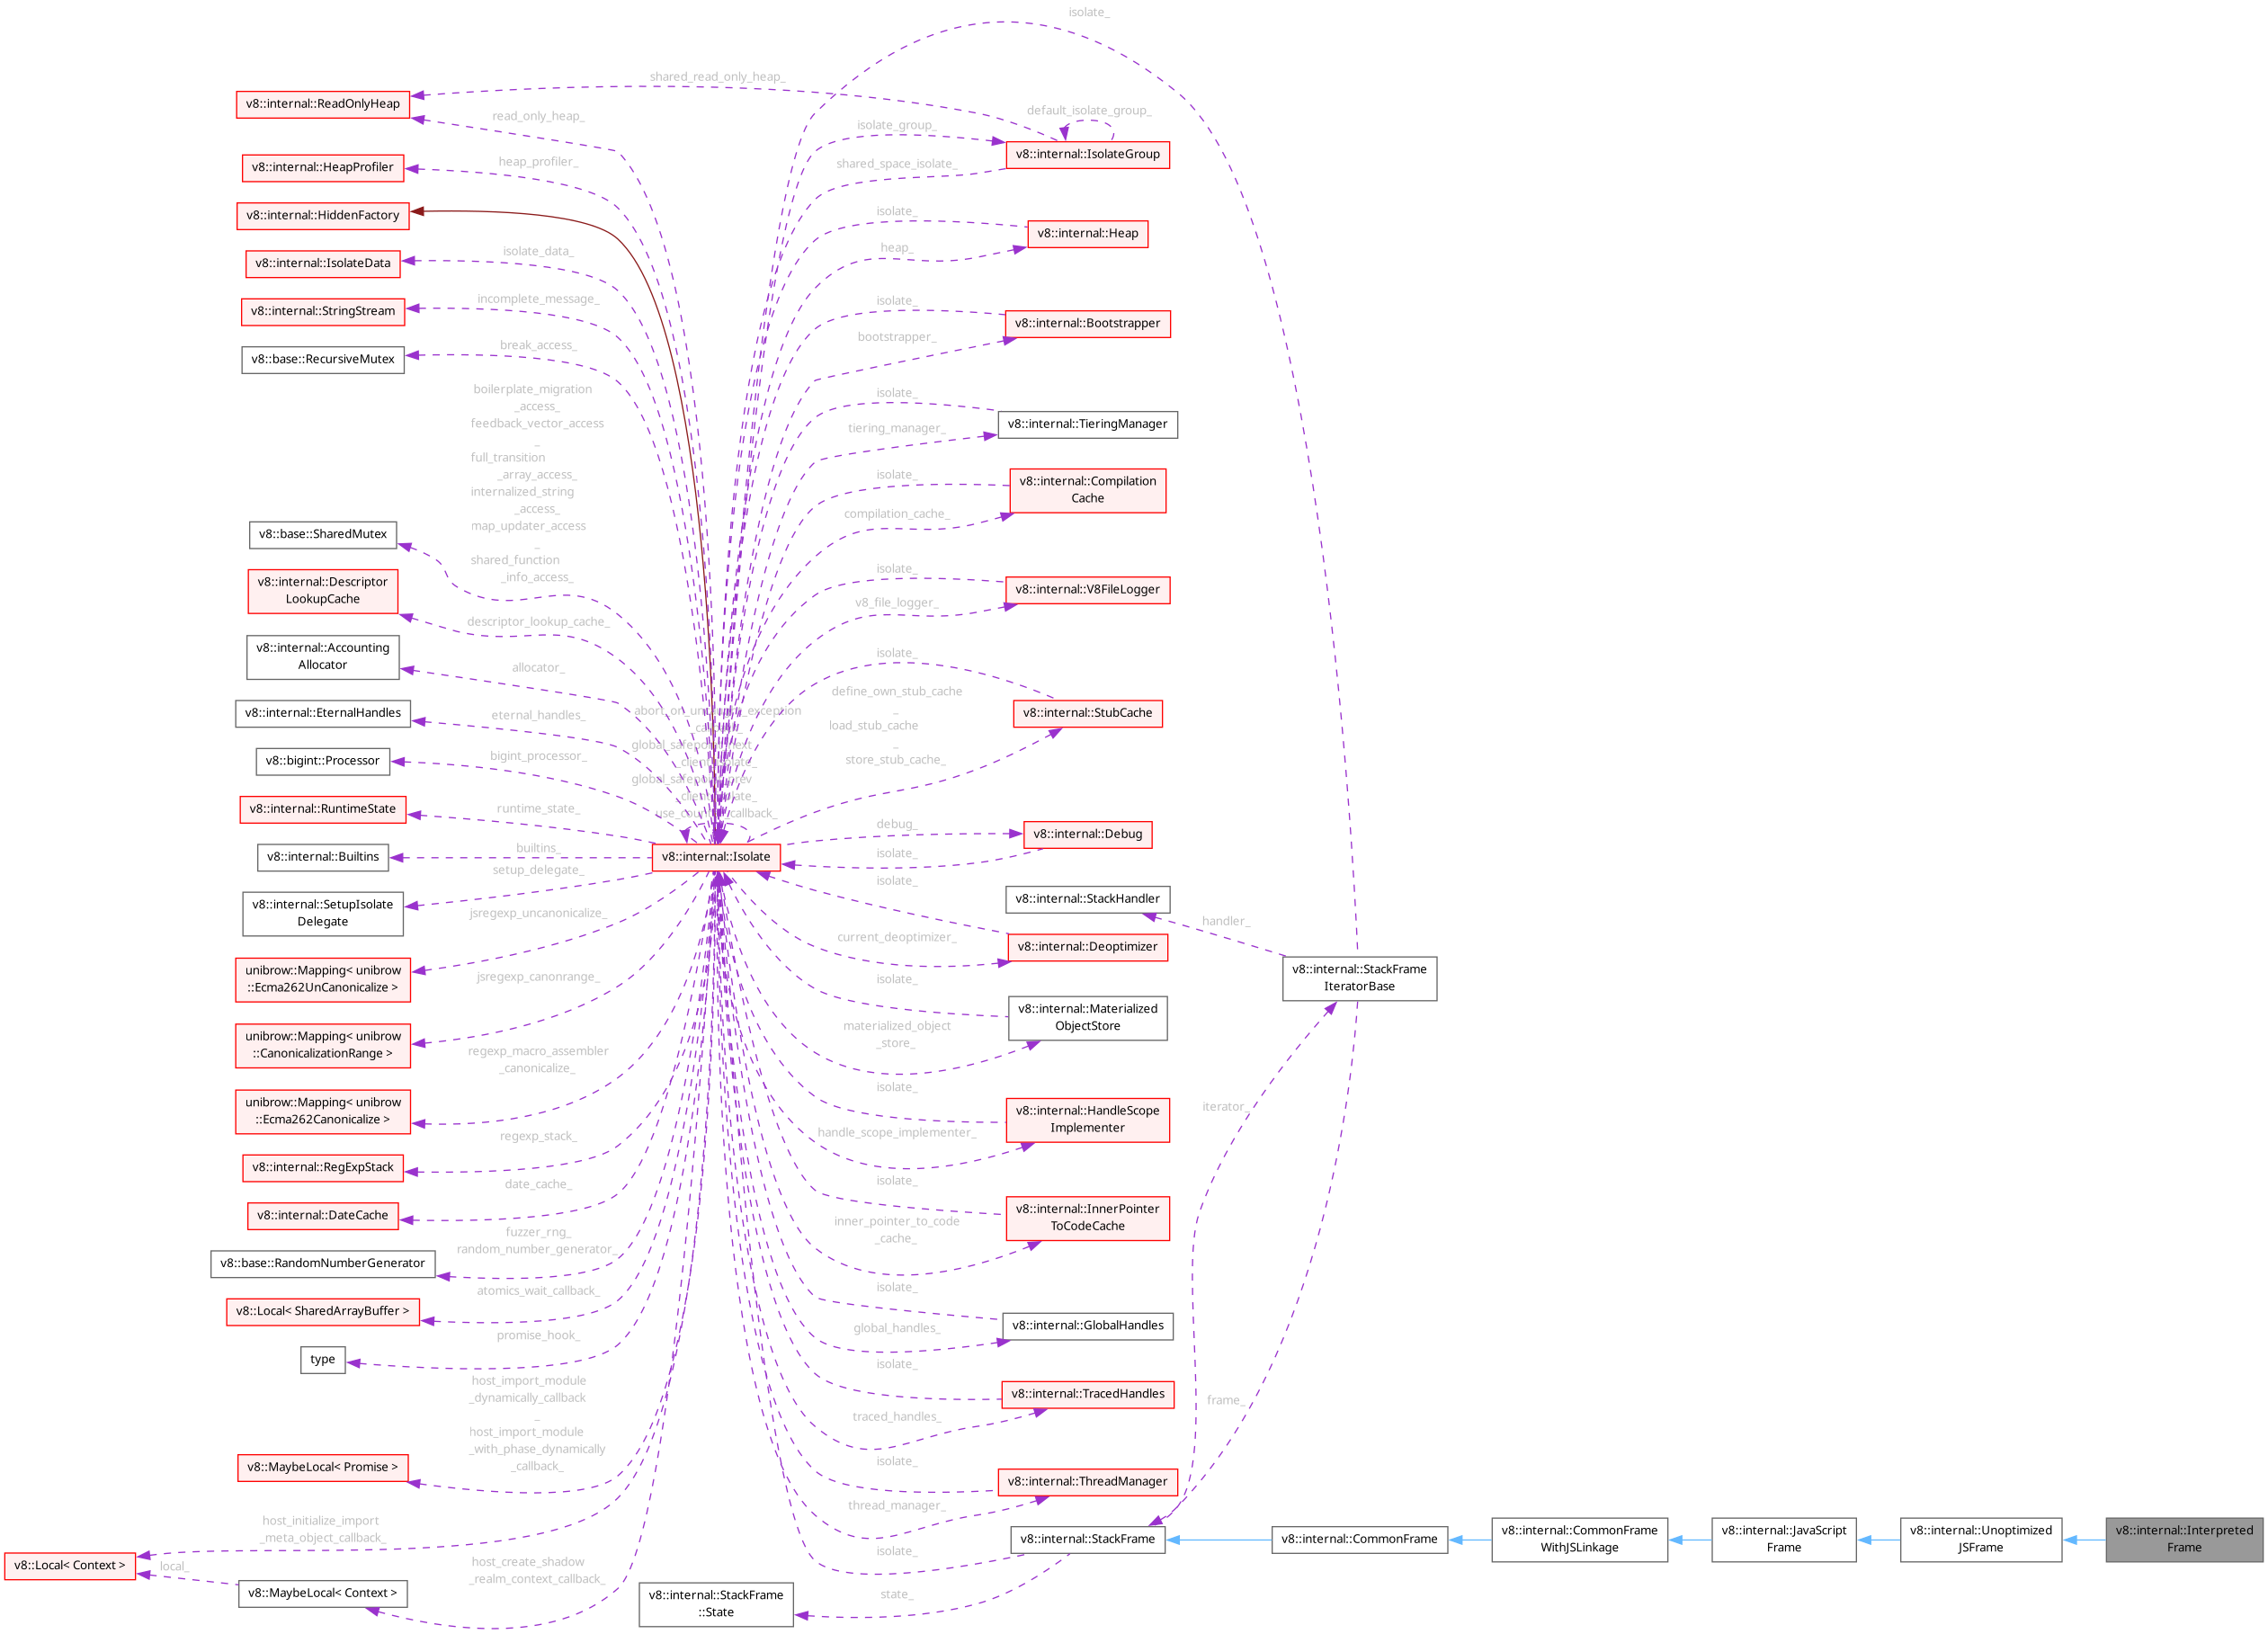 isolate_
shared_read_only_heap_
v8::internal::ReadOnlyHeap
read_only_heap_
isolate_group_
default_isolate_group_
v8::internal::IsolateGroup
shared_space_isolate_
v8::internal::HeapProfiler
heap_profiler_
v8::internal::HiddenFactory
isolate_
v8::internal::Heap
heap_
v8::internal::IsolateData
isolate_data_
v8::internal::StringStream
incomplete_message_
isolate_
v8::internal::Bootstrapper
bootstrapper_
v8::base::RecursiveMutex
break_access_
isolate_
v8::internal::TieringManager
tiering_manager_
boilerplate_migration
_access_
feedback_vector_access
_
full_transition
_array_access_
internalized_string
_access_
map_updater_access
_
shared_function
_info_access_
v8::base::SharedMutex
isolate_
v8::internal::Compilation
Cache
compilation_cache_
v8::internal::Descriptor
LookupCache
descriptor_lookup_cache_
isolate_
v8::internal::V8FileLogger
v8_file_logger_
v8::internal::Accounting
Allocator
allocator_
isolate_
v8::internal::StubCache
define_own_stub_cache
_
load_stub_cache
_
store_stub_cache_
v8::internal::EternalHandles
eternal_handles_
v8::bigint::Processor
bigint_processor_
use_counter_callback_
v8::internal::RuntimeState
runtime_state_
v8::internal::Isolate
debug_
v8::internal::Debug
isolate_
v8::internal::Builtins
builtins_
v8::internal::SetupIsolate
Delegate
setup_delegate_
isolate_
v8::internal::StackHandler
handler_
v8::internal::Deoptimizer
current_deoptimizer_
v8::internal::StackFrame
IteratorBase
unibrow::Mapping< unibrow
::Ecma262UnCanonicalize >
jsregexp_uncanonicalize_
isolate_
v8::internal::Materialized
ObjectStore
materialized_object
_store_
unibrow::Mapping< unibrow
::CanonicalizationRange >
jsregexp_canonrange_
unibrow::Mapping< unibrow
::Ecma262Canonicalize >
regexp_macro_assembler
_canonicalize_
isolate_
v8::internal::HandleScope
Implementer
handle_scope_implementer_
iterator_
v8::internal::RegExpStack
regexp_stack_
v8::internal::DateCache
date_cache_
isolate_
v8::internal::InnerPointer
ToCodeCache
inner_pointer_to_code
_cache_
v8::base::RandomNumberGenerator
fuzzer_rng_
random_number_generator_
v8::Local< SharedArrayBuffer >
atomics_wait_callback_
isolate_
v8::internal::GlobalHandles
global_handles_
type
promise_hook_
isolate_
v8::internal::TracedHandles
traced_handles_
frame_
host_import_module
_dynamically_callback
_
host_import_module
_with_phase_dynamically
_callback_
v8::MaybeLocal< Promise >
isolate_
v8::internal::ThreadManager
thread_manager_
v8::Local< Context >
host_initialize_import
_meta_object_callback_
local_
v8::MaybeLocal< Context >
host_create_shadow
_realm_context_callback_
isolate_
v8::internal::StackFrame
state_
v8::internal::StackFrame
::State
v8::internal::CommonFrame
v8::internal::CommonFrame
WithJSLinkage
v8::internal::JavaScript
Frame
v8::internal::Unoptimized
JSFrame
v8::internal::Interpreted
Frame